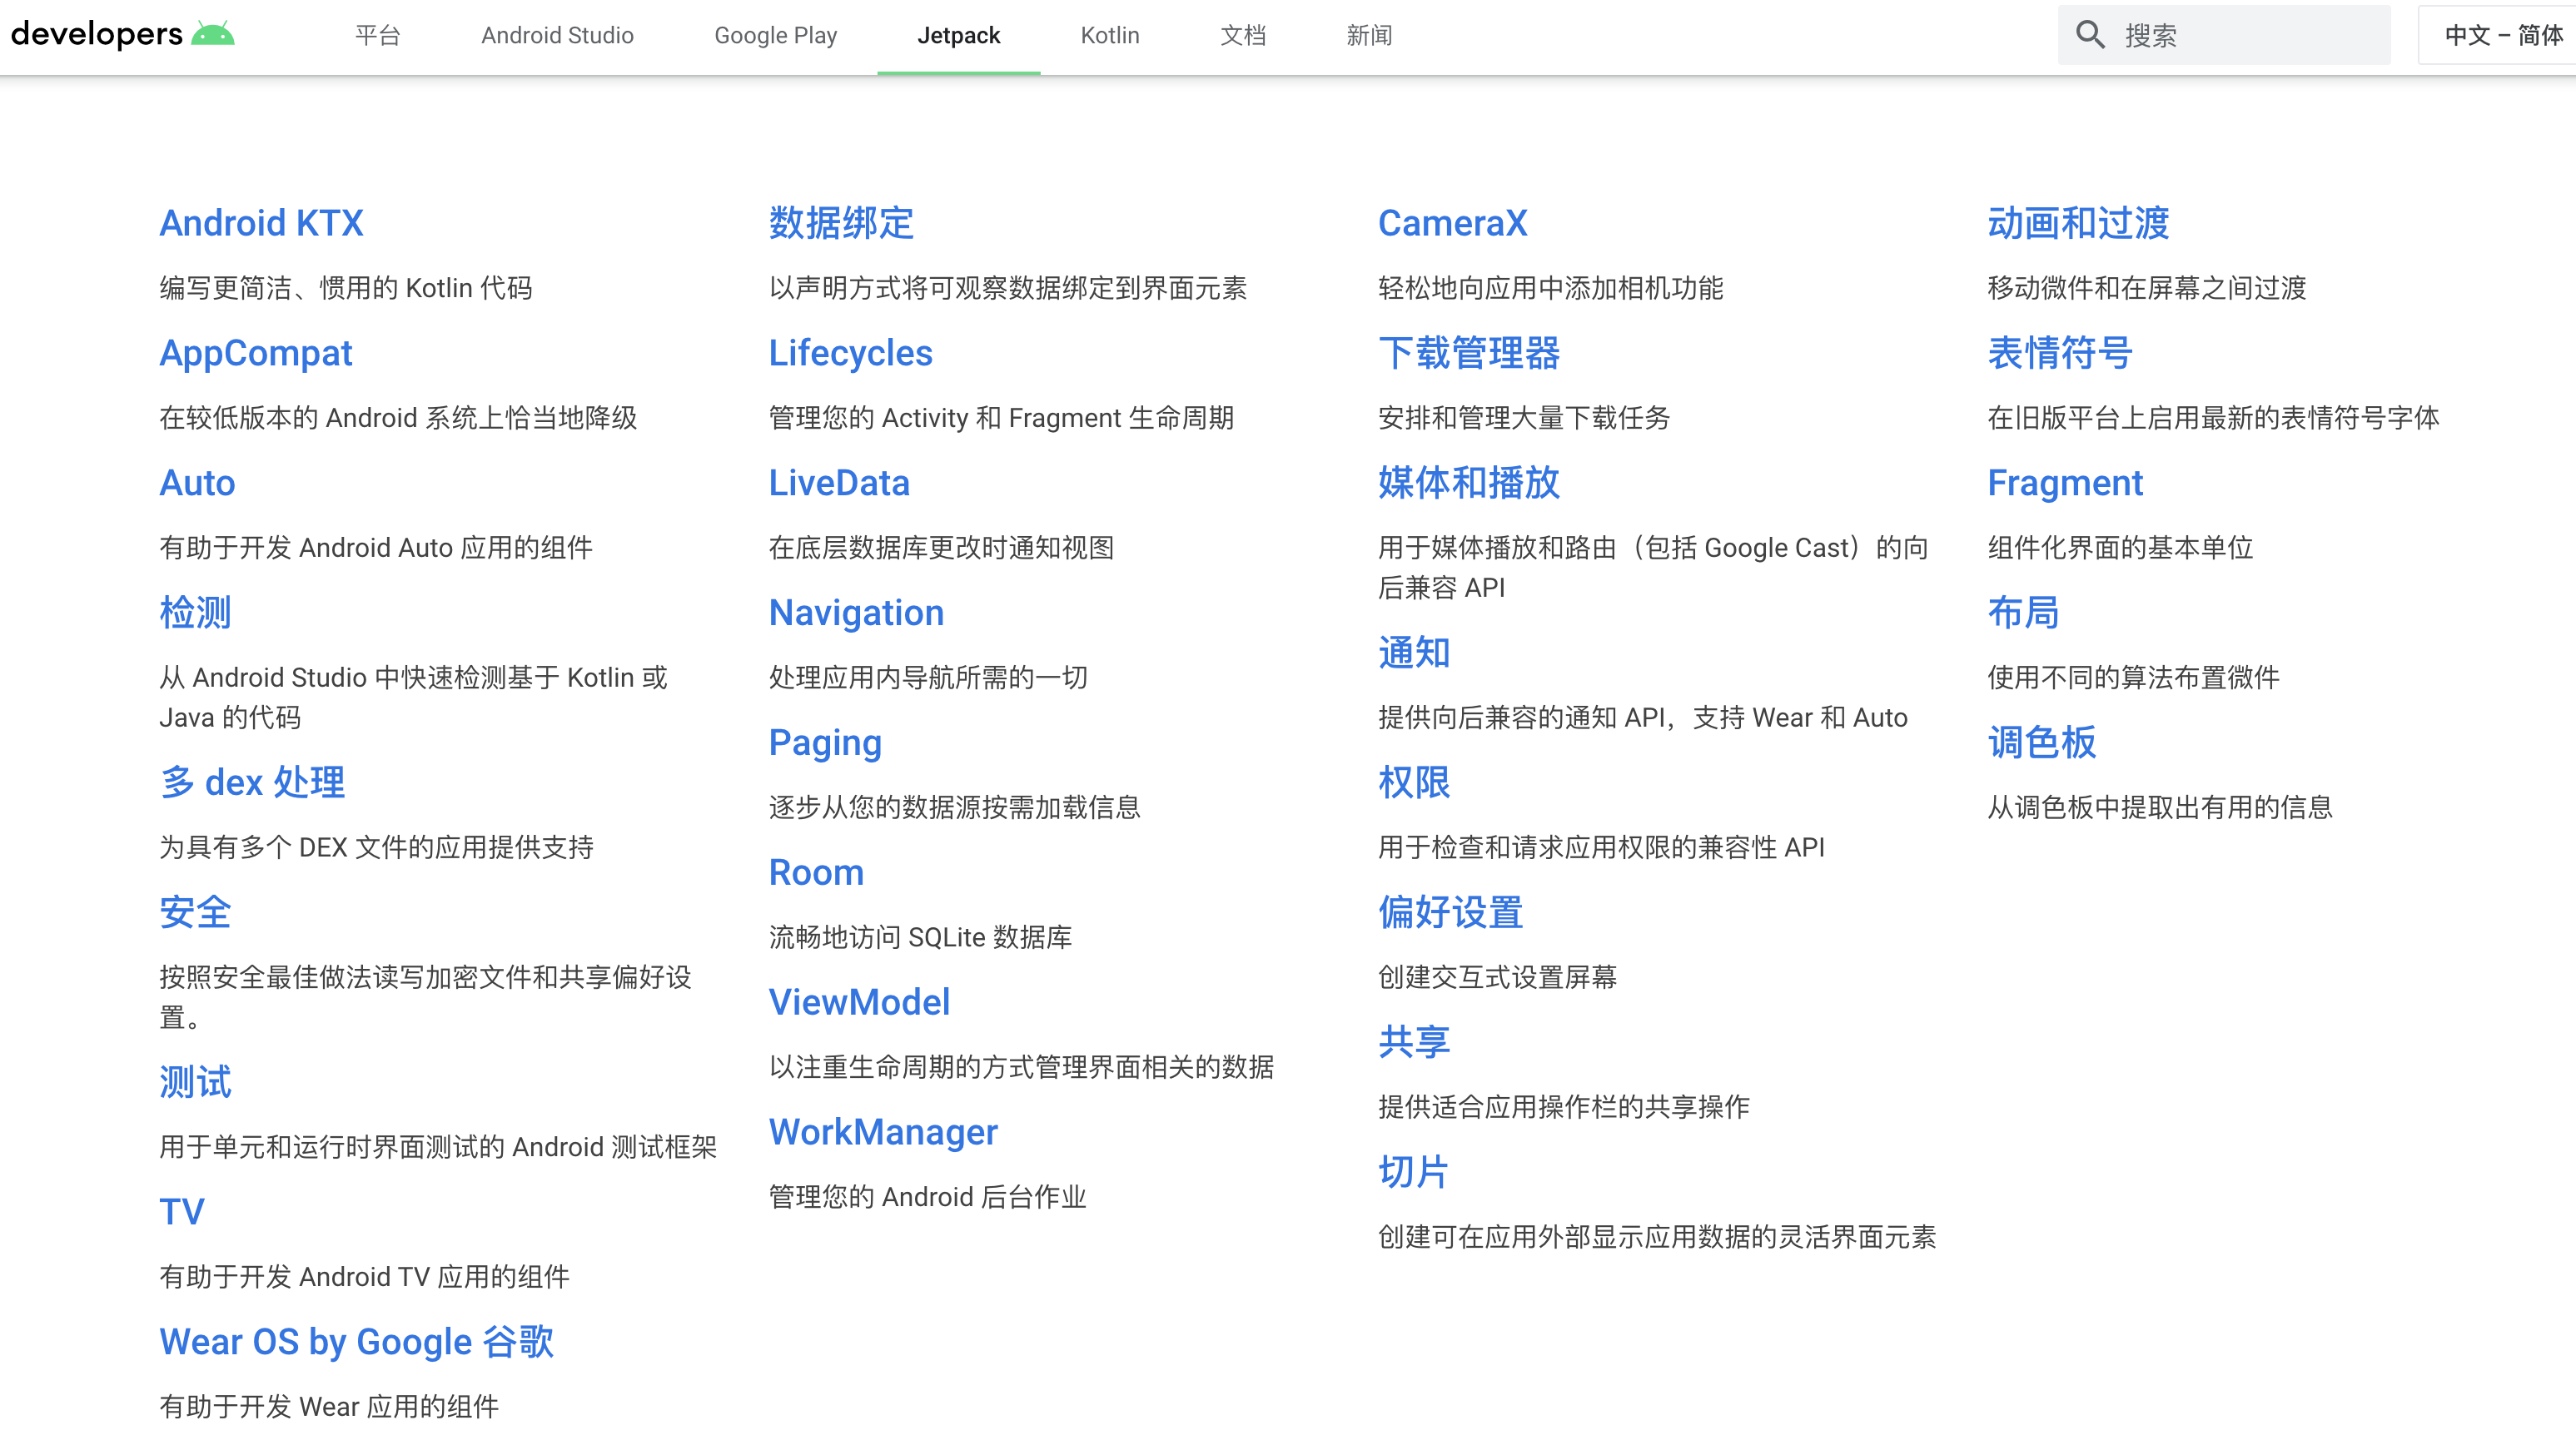 developers
平台
Android Studio
Google Play
Jetpack
Kotlin
文档
新闻
搜索
中文 – 简体
Android KTX
编写更简洁、惯用的 Kotlin 代码
AppCompat
在较低版本的 Android 系统上恰当地降级
Auto
有助于开发 Android Auto 应用的组件
检测
从 Android Studio 中快速检测基于 Kotlin 或
Java 的代码
多 dex 处理
为具有多个 DEX 文件的应用提供支持
安全
按照安全最佳做法读写加密文件和共享偏好设
置。
测试
用于单元和运行时界面测试的 Android 测试框架
TV
有助于开发 Android TV 应用的组件
Wear OS by Google 谷歌
有助于开发 Wear 应用的组件
数据绑定
以声明方式将可观察数据绑定到界面元素
Lifecycles
管理您的 Activity 和 Fragment 生命周期
LiveData
在底层数据库更改时通知视图
Navigation
处理应用内导航所需的一切
Paging
逐步从您的数据源按需加载信息
Room
流畅地访问 SQLite 数据库
ViewModel
以注重生命周期的方式管理界面相关的数据
WorkManager
管理您的 Android 后台作业
CameraX
轻松地向应用中添加相机功能
下载管理器
安排和管理大量下载任务
媒体和播放
用于媒体播放和路由（包括 Google Cast）的向
后兼容 API
通知
提供向后兼容的通知 API，支持 Wear 和 Auto
权限
用于检查和请求应用权限的兼容性 API
偏好设置
创建交互式设置屏幕
共享
提供适合应用操作栏的共享操作
切片
创建可在应用外部显示应用数据的灵活界面元素
动画和过渡
移动微件和在屏幕之间过渡
表情符号
在旧版平台上启用最新的表情符号字体
Fragment
组件化界面的基本单位
布局
使用不同的算法布置微件
调色板
从调色板中提取出有用的信息